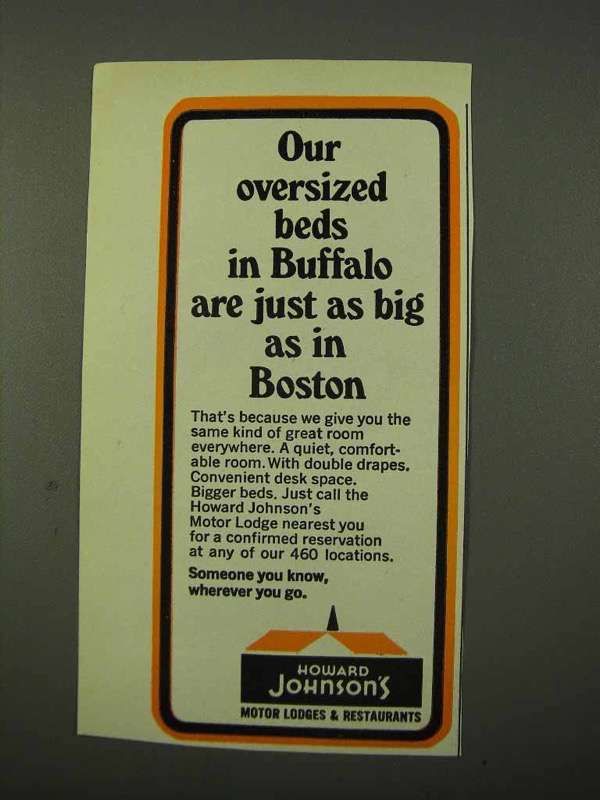 Our
oversized
beds
in Buffalo
are just as big
as in
Boston
That's because we give you the
same kind of great room
everywhere. A quiet, comfort-
able room. With double drapes.
Convenient desk space.
Bigger beds. Just call the
Howard Johnson's
Motor Lodge nearest you
for a confirmed reservation
at any of our 460 locations.
Someone you know,
wherever you go.
HOWARD
JOHNSON'S
MOTOR LODGES & RESTAURANTS